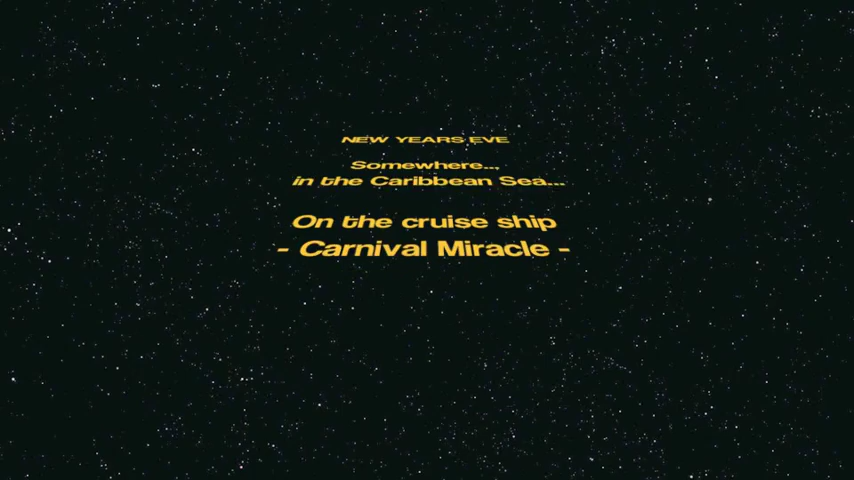 NEW YEARS EVE
Somewhere...
in the Caribbean Sea...
On the cruise ship
- Carnival Miracle -